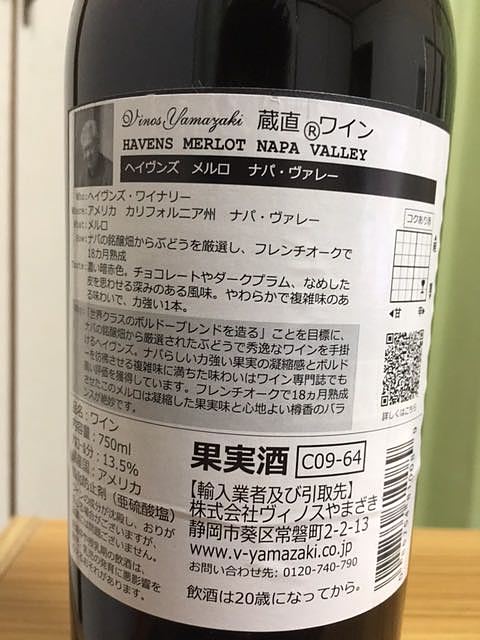 Vinos Yamazaki 蔵直®ワイン
HAVENS MERLOT NAPA VALLEY
ヘイヴンズ メルロ ナパ・ヴァレー
ヘイヴンズ・ワイナリー
アメリカ カリフォルニア州 ナパ・ヴァレー
メルロ
ナパの銘醸畑からぶどうを厳選し、フレンチオークで
18カ月熟成
濃い暗赤色。チョコレートやダークプラム、なめした
皮を思わせる深みのある風味。やわらかで複雑味のあ
る味わいで、力強い1本。
コクあり
甘
「世界クラスのボルドーブレンドを造る」ことを目標に、
ナパの銘醸畑から厳選されたぶどうで秀逸なワインを手掛
けるヘイヴンズ。ナパらしい力強い果実の凝縮感とボルド
ーを彷彿させる複雑味に満ちた味わいはワイン専門誌でも
高い評価を獲得しています。フレンチオークで18ヵ月熟成
させたこのメルロは凝縮した果実味と心地よい樽香のバラ
ンスが絶妙です。
詳しくはこちら
品名：ワイン
内容量：750ml
13.5%
アメリカ
防止剤（亜硫酸塩）
果実酒 C09-64
【輸入業者及び引取先】
株式会社ヴィノスやまざき
静岡市葵区常磐町2-2-13
www.v-yamazaki.co.jp
お問い合わせ先: 0120-740-790
飲酒は20歳になってから。